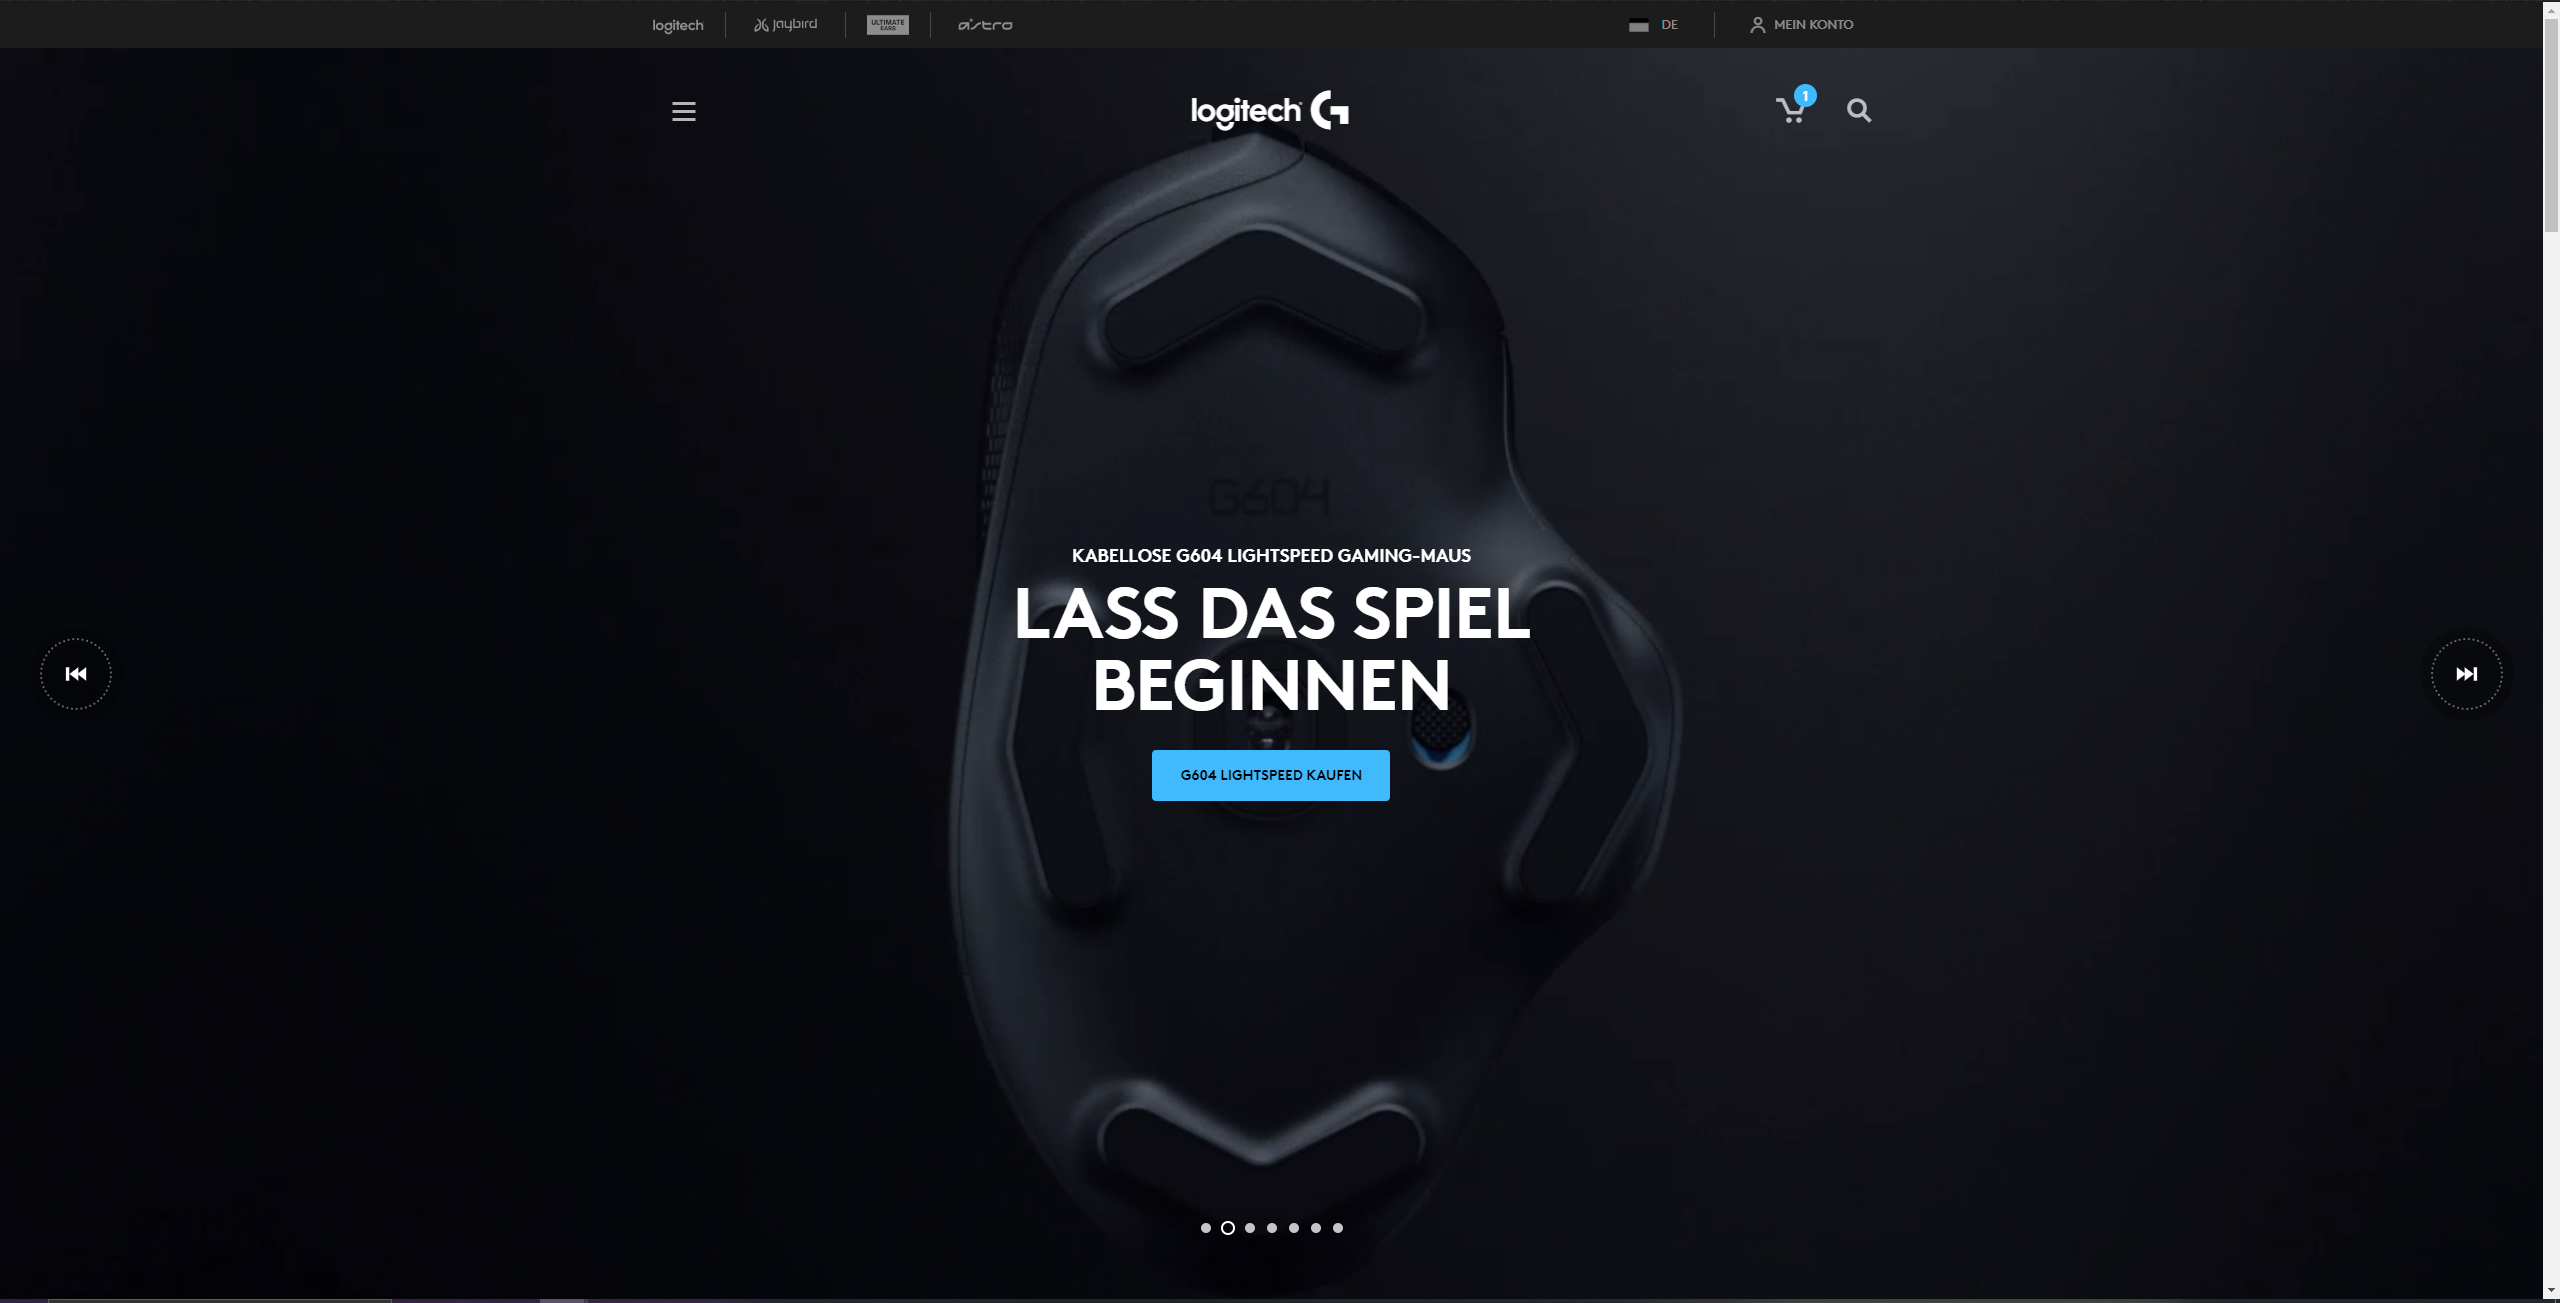 logitech
Jaybird
ULTIMATE
EARS
astro
DE
MEIN KONTO
logitech G
1
G604
KABELLOSE G604 LIGHTSPEED GAMING-MAUS
LASS DAS SPIEL
BEGINNEN
G604 LIGHTSPEED KAUFEN